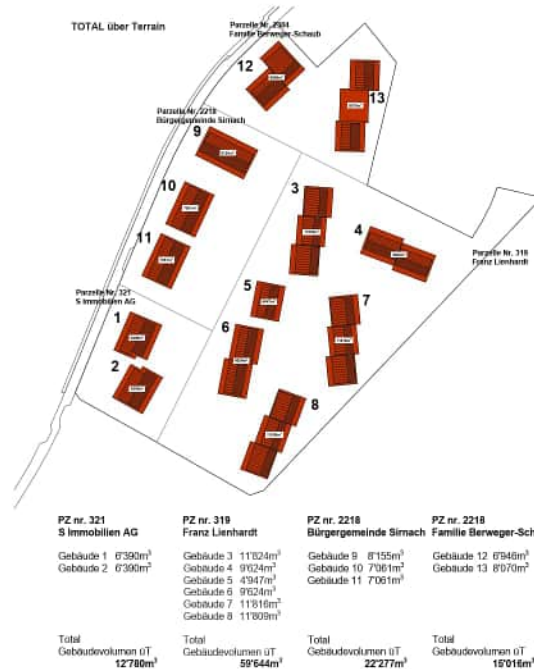 TOTAL über Terrain
Parzelle Nr. 2984
Familie Berweger-Schaub
12
13
Parzelle Nr. 2218
Bürgergemeinde Sirnach
9
10
3
4
11
Parzelle Nr. 319
Franz Lienhardt
Parzelle Nr. 321
S Immobilien AG
5
7
1
6
2
8
PZ nr. 321
S Immobilien AG
Gebäude 1 6'390m³
Gebäude 2 6'390m³
Total
Gebäudevolumen üT
12'780m³
PZ nr. 319
Franz Lienhardt
Gebäude 3 11'824m³
Gebäude 4 9'624m³
Gebäude 5 4'947m³
Gebäude 6 9'624m³
Gebäude 7 11'816m³
Gebäude 8 11'809m³
Total
Gebäudevolumen üT
59'644m³
PZ nr. 2218
Bürgergemeinde Sirnach
Gebäude 9 8'155m³
Gebäude 10 7'061m³
Gebäude 11 7'061m³
Total
Gebäudevolumen üT
22'277m³
PZ nr. 2218
Familie Berweger-Sch
Gebäude 12 6'946m³
Gebäude 13 8'070m³
Total
Gebäudevolumen üT
15'016m³